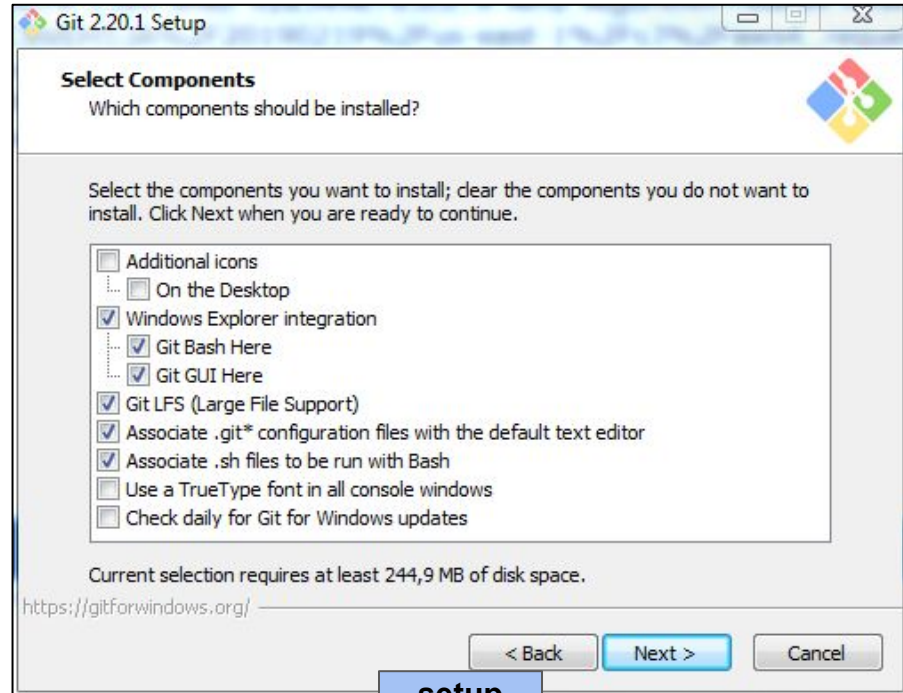 Git 2.20.1 Setup
Select Components
Which components should be installed?
Select the components you want to install; clear the components you do not want to
install. Click Next when you are ready to continue.
Additional icons
On the Desktop
Windows Explorer integration
Git Bash Here
Git GUI Here
Git LFS (Large File Support)
Associate .git* configuration files with the default text editor
Associate .sh files to be run with Bash
Use a TrueType font in all console windows
Check daily for Git for Windows updates
Current selection requires at least 244,9 MB of disk space.
https://gitforwindows.org/
< Back Next > Cancel
setup